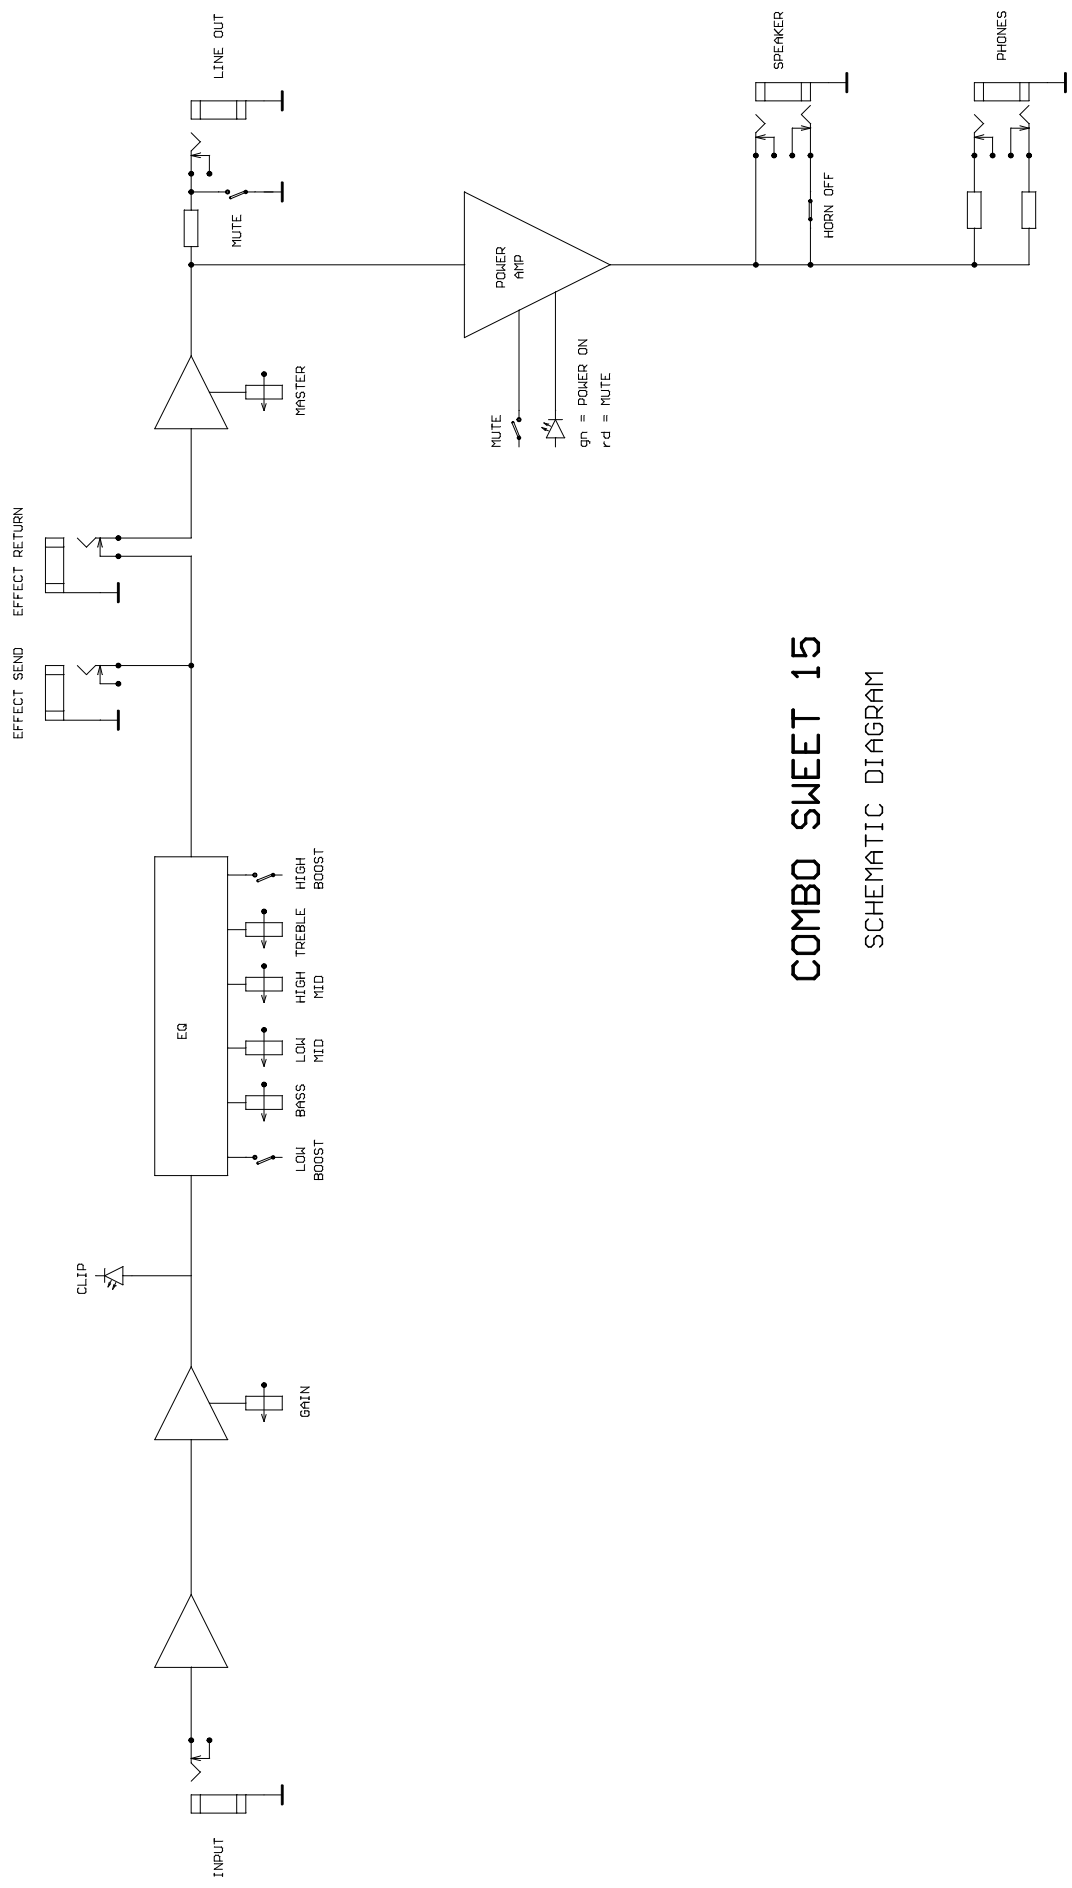 INPUT
GAIN
CLIP
EQ
LOW
BOOST
BASS
LOW
MID
HIGH
MID
TREBLE
HIGH
BOOST
EFFECT SEND
EFFECT RETURN
MASTER
MUTE
LINE OUT
POWER
AMP
MUTE
gn = POWER ON
rd = MUTE
HORN OFF
SPEAKER
PHONES
COMBO SWEET 15
SCHEMATIC DIAGRAM